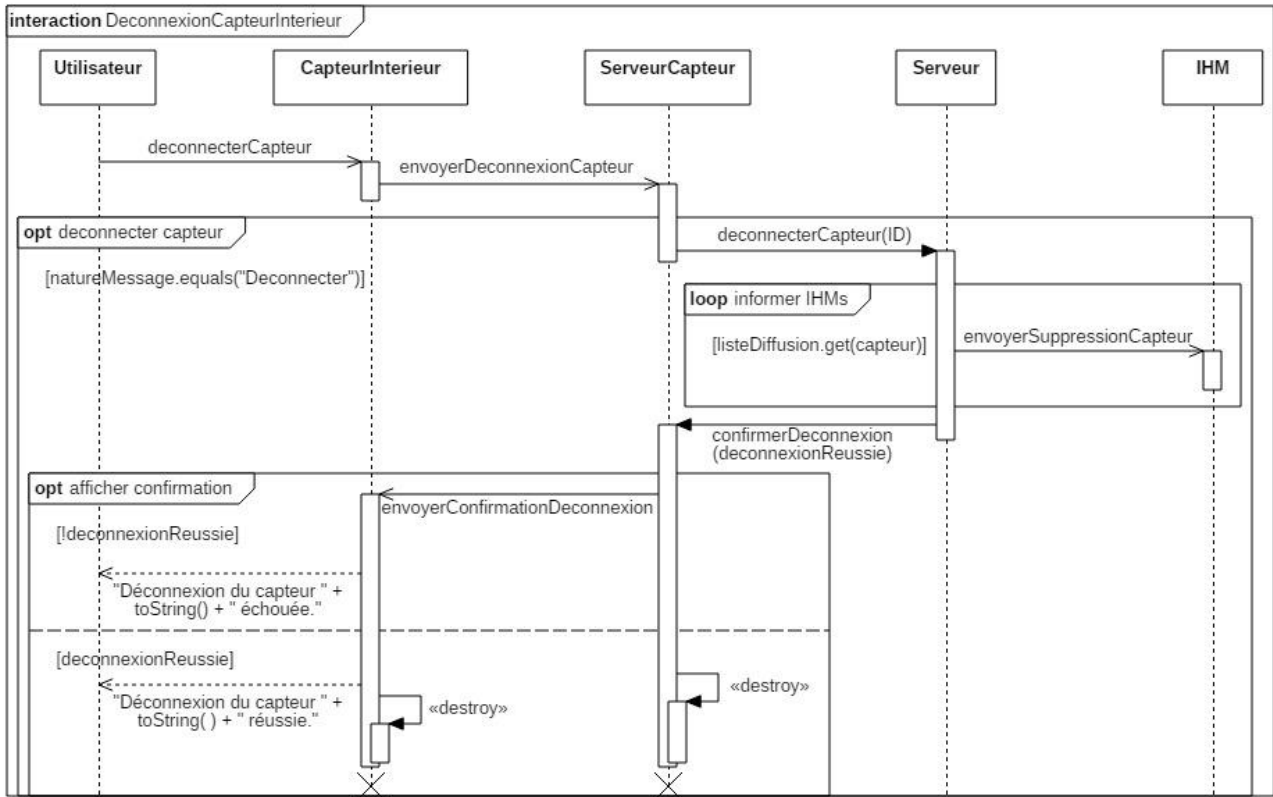 interaction DeconnexionCapteurInterieur
Utilisateur
CapteurInterieur
ServeurCapteur
Serveur
IHM
deconnecterCapteur
envoyerDeconnexionCapteur
opt deconnecter capteur
deconnecterCapteur(ID)
[natureMessage.equals("Deconnecter")]
loop informer IHMs
[listeDiffusion.get(capteur)]
envoyerSuppressionCapteur
confirmerDeconnexion
(deconnexionReussie)
opt afficher confirmation
envoyerConfirmationDeconnexion
[!deconnexionReussie]
"Déconnexion du capteur " +
toString() + " échouée."
[deconnexionReussie]
"Déconnexion du capteur " +
toString( ) + " réussie."
«destroy»
«destroy»